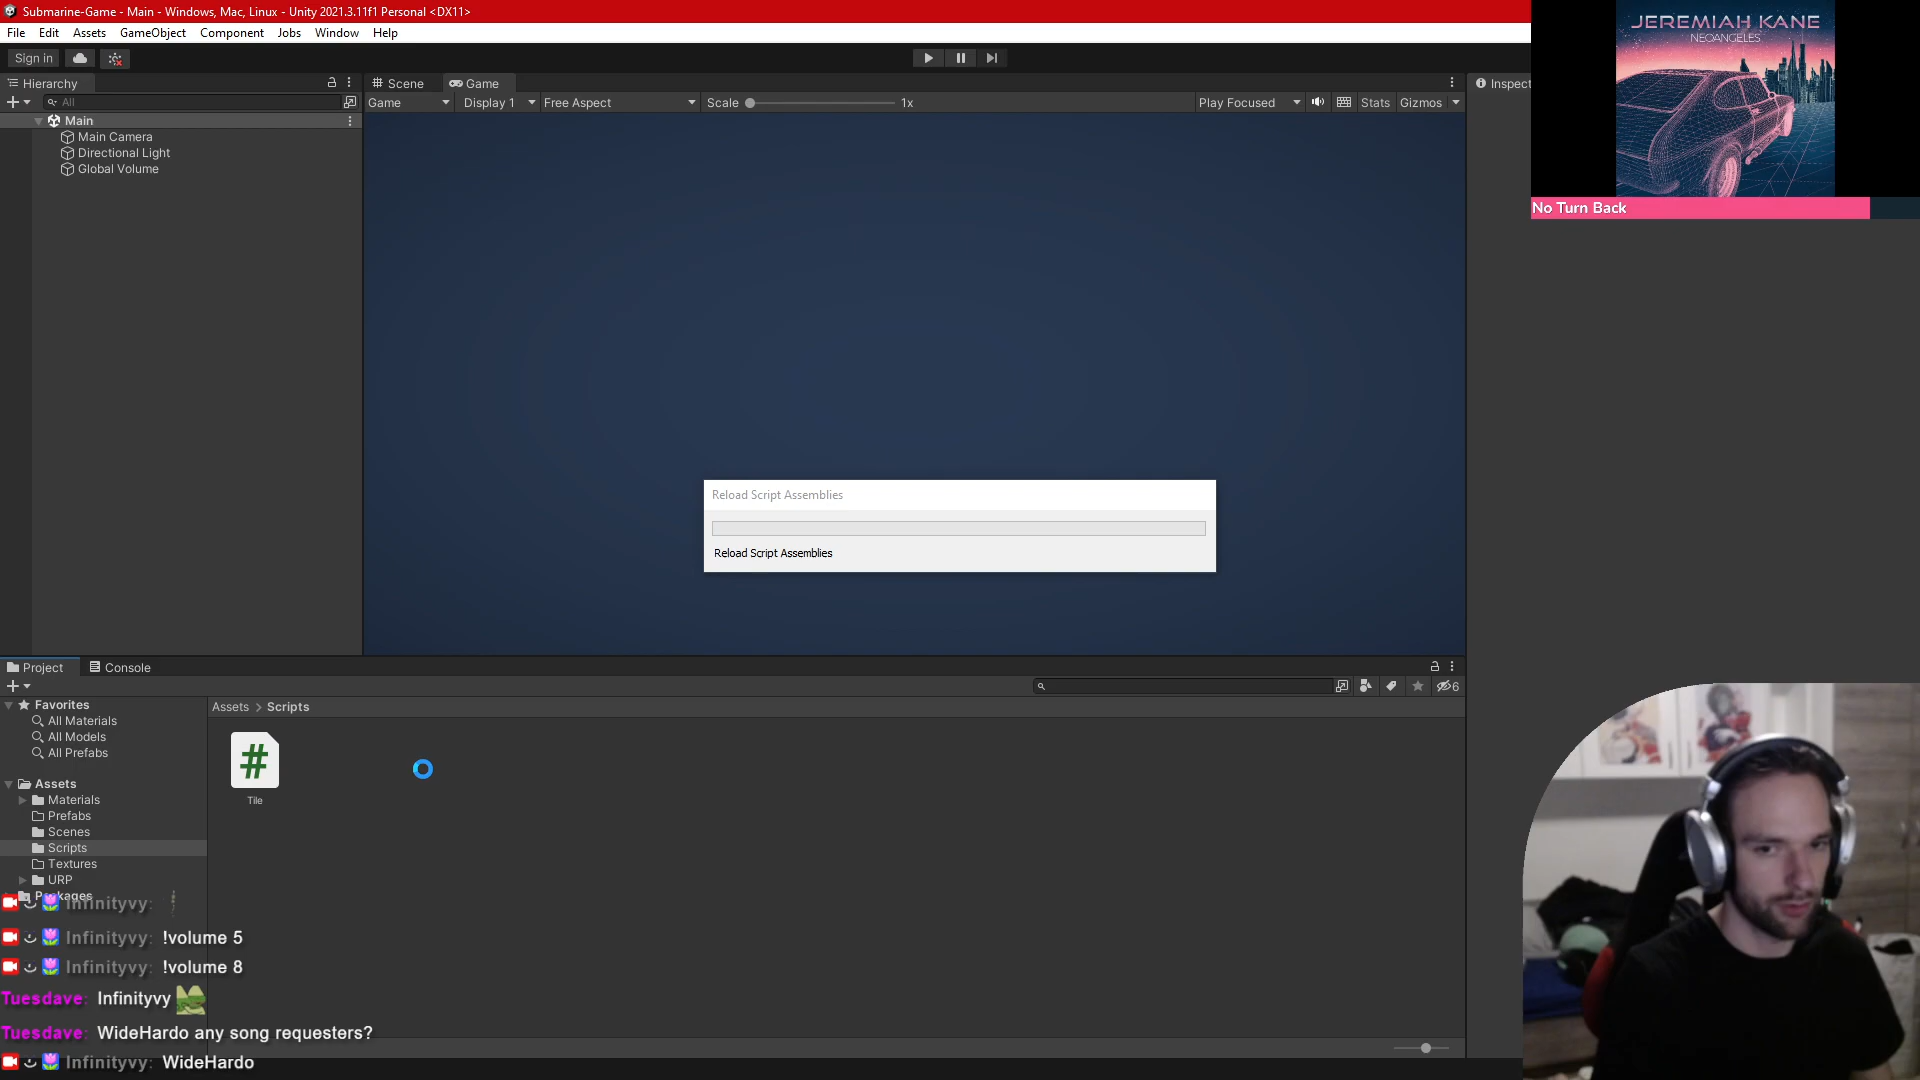 Submarine-Game - Main - Windows, Mac, Linux - Unity 2021.3.11f1 Personal <DX11>
File Edit Assets GameObject Component Jobs Window Help
Sign in
Hierarchy
All
Main
Main Camera
Directional Light
Global Volume
Scene Game
Game Display 1 Free Aspect Scale 1x Play Focused Stats Gizmos
Inspect
JEREMIAH KANE
NEOANGELES
No Turn Back
Reload Script Assemblies
Reload Script Assemblies
Project Console
6
Favorites
All Materials
All Models
All Prefabs
Assets
Materials
Prefabs
Scenes
Scripts
Textures
URP
Packages
Assets > Scripts
#
Tile
Infinityvy:
Infinityvy: !volume 5
Infinityvy: !volume 8
Tuesdave: Infinityvy
Tuesdave: WideHardo any song requesters?
Infinityvy: WideHardo